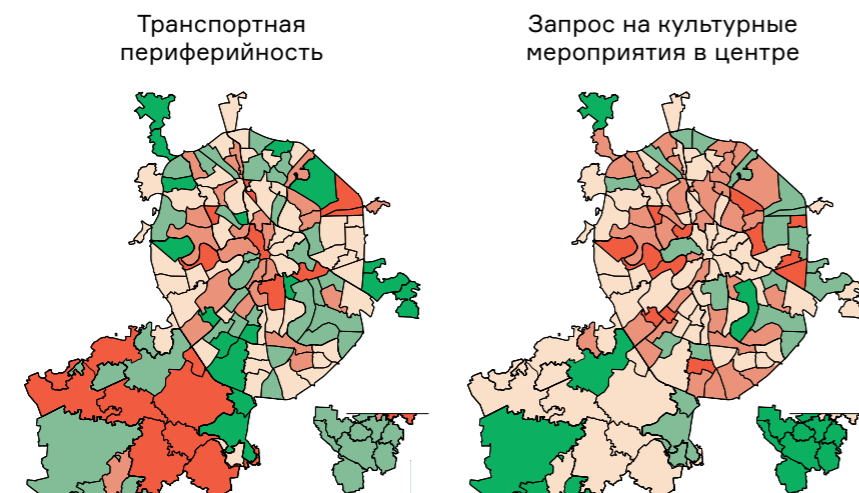 Транспортная
периферийность
Запрос на культурные
мероприятия в центре